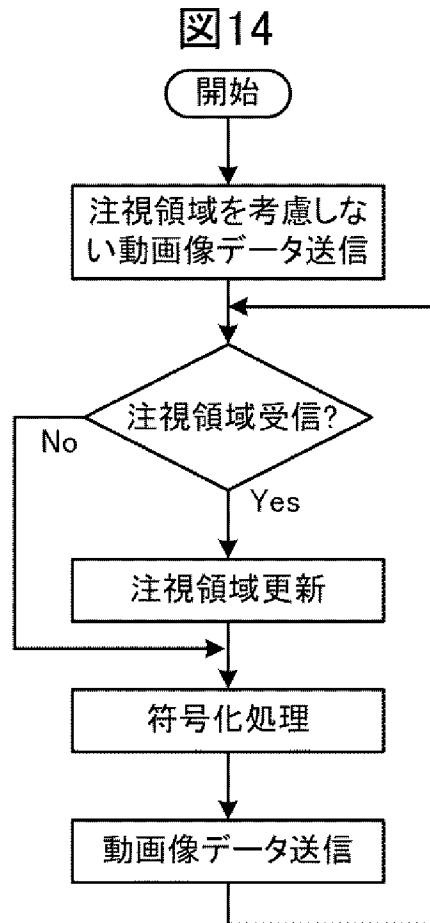 図14
開始
注視領域を考慮しな
い動画像データ送信
注視領域受信?
No
Yes
注視領域更新
符号化処理
動画像データ送信